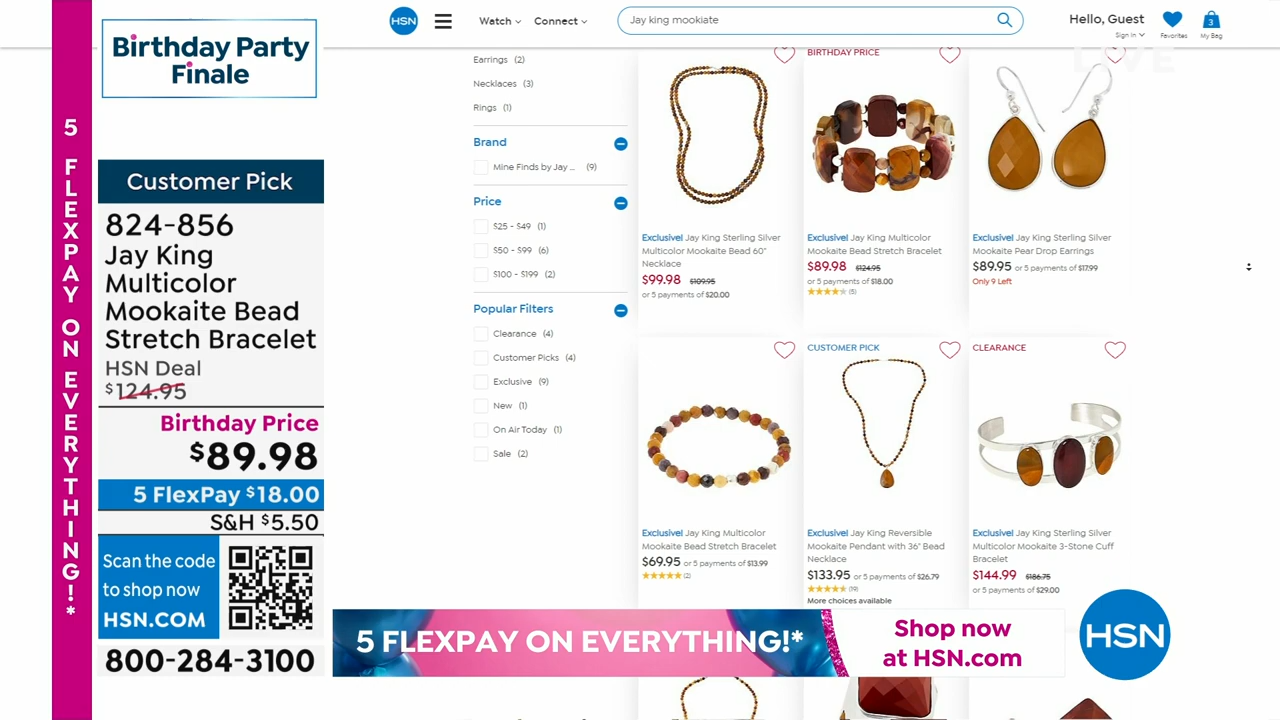 Birthday Party
Finale
5 FLEXPAY ON EVERYTHING!*
Customer Pick
824-856
Jay King
Multicolor
Mookaite Bead
Stretch Bracelet
HSN Deal
$124.95
Birthday Price
$89.98
5 FlexPay $18.00
S&H $5.50
Scan the code
to shop now
HSN.COM
800-284-3100
HSN
Watch
Connect
Jay king mookiate
Hello, Guest
Sign In
Favorites
3
My Bag
LIVE
Earrings (2)
Necklaces (3)
Rings (1)
Brand
Mine Finds by Jay ... (9)
Price
$25 - $49 (1)
$50 - $99 (6)
$100 - $199 (2)
Popular Filters
Clearance (4)
Customer Picks (4)
Exclusive (9)
New (1)
On Air Today (1)
Sale (2)
Exclusive! Jay King Sterling Silver
Multicolor Mookaite Bead 60"
Necklace
$99.98 $109.95
or 5 payments of $20.00
BIRTHDAY PRICE
Exclusive! Jay King Multicolor
Mookaite Bead Stretch Bracelet
$89.98 $124.95
or 5 payments of $18.00
(5)
Exclusive! Jay King Sterling Silver
Mookaite Pear Drop Earrings
$89.95 or 5 payments of $17.99
Only 9 Left
Exclusive! Jay King Multicolor
Mookaite Bead Stretch Bracelet
$69.95 or 5 payments of $13.99
(2)
CUSTOMER PICK
Exclusive! Jay King Reversible
Mookaite Pendant with 36" Bead
Necklace
$133.95 or 5 payments of $26.79
(19)
More choices available
CLEARANCE
Exclusive! Jay King Sterling Silver
Multicolor Mookaite 3-Stone Cuff
Bracelet
$144.99 $186.75
or 5 payments of $29.00
5 FLEXPAY ON EVERYTHING!*
Shop now
at HSN.com
HSN